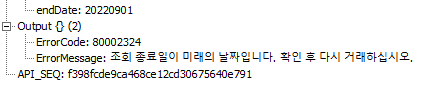 endDate: 20220901
Output {} (2)
ErrorCode: 80002324
ErrorMessage: 조회 종료일이 미래의 날짜입니다. 확인 후 다시 거래하십시오.
API_SEQ: f398fcde9ca468ce12cd30675640e791